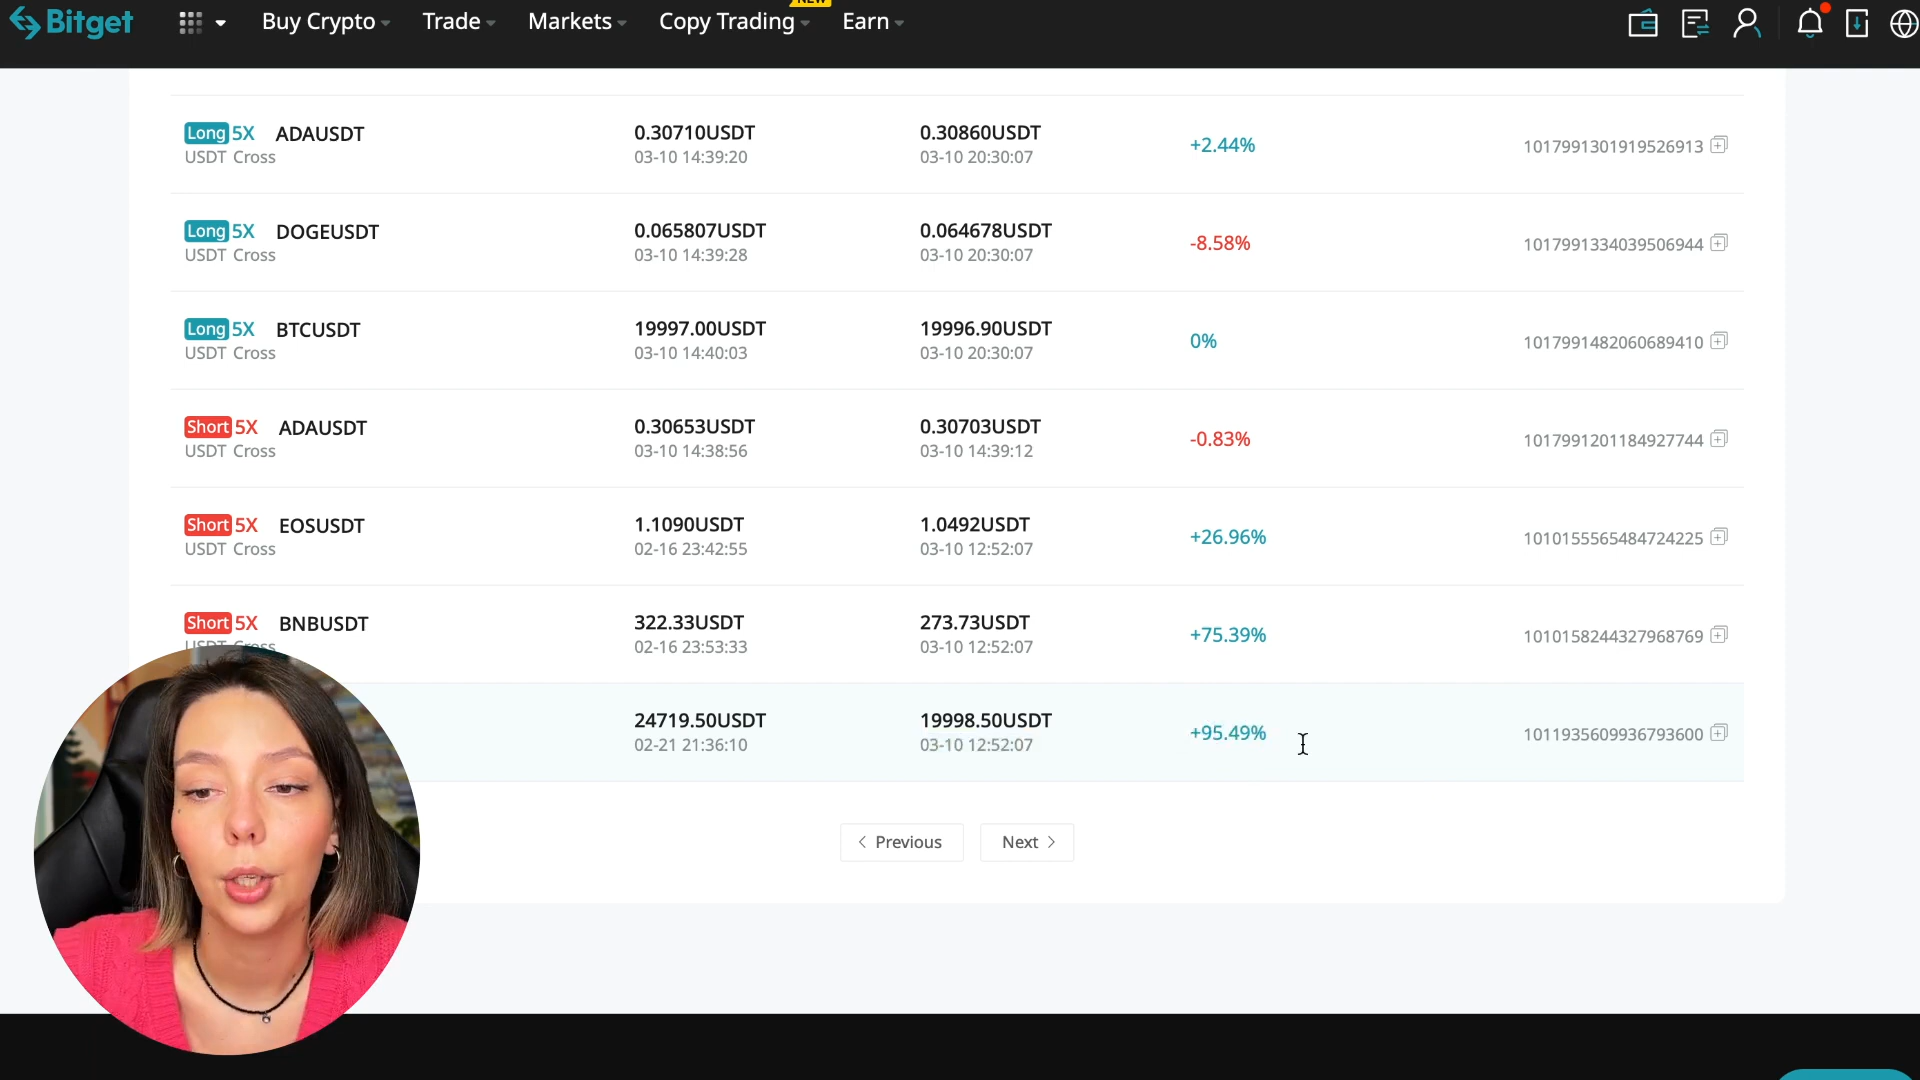 Bitget
Buy Crypto
Trade
Markets
Copy Trading
NEW
Earn
Long 5X ADAUSDT
USDT Cross
0.30710USDT
03-10 14:39:20
0.30860USDT
03-10 20:30:07
+2.44%
1017991301919526913
Long 5X DOGEUSDT
USDT Cross
0.065807USDT
03-10 14:39:28
0.064678USDT
03-10 20:30:07
-8.58%
1017991334039506944
Long 5X BTCUSDT
USDT Cross
19997.00USDT
03-10 14:40:03
19996.90USDT
03-10 20:30:07
0%
1017991482060689410
Short 5X ADAUSDT
USDT Cross
0.30653USDT
03-10 14:38:56
0.30703USDT
03-10 14:39:12
-0.83%
1017991201184927744
Short 5X EOSUSDT
USDT Cross
1.1090USDT
02-16 23:42:55
1.0492USDT
03-10 12:52:07
+26.96%
1010155565484724225
Short 5X BNBUSDT
USDT Cross
322.33USDT
02-16 23:53:33
273.73USDT
03-10 12:52:07
+75.39%
1010158244327968769
24719.50USDT
02-21 21:36:10
19998.50USDT
03-10 12:52:07
+95.49%
1011935609936793600
Previous
Next